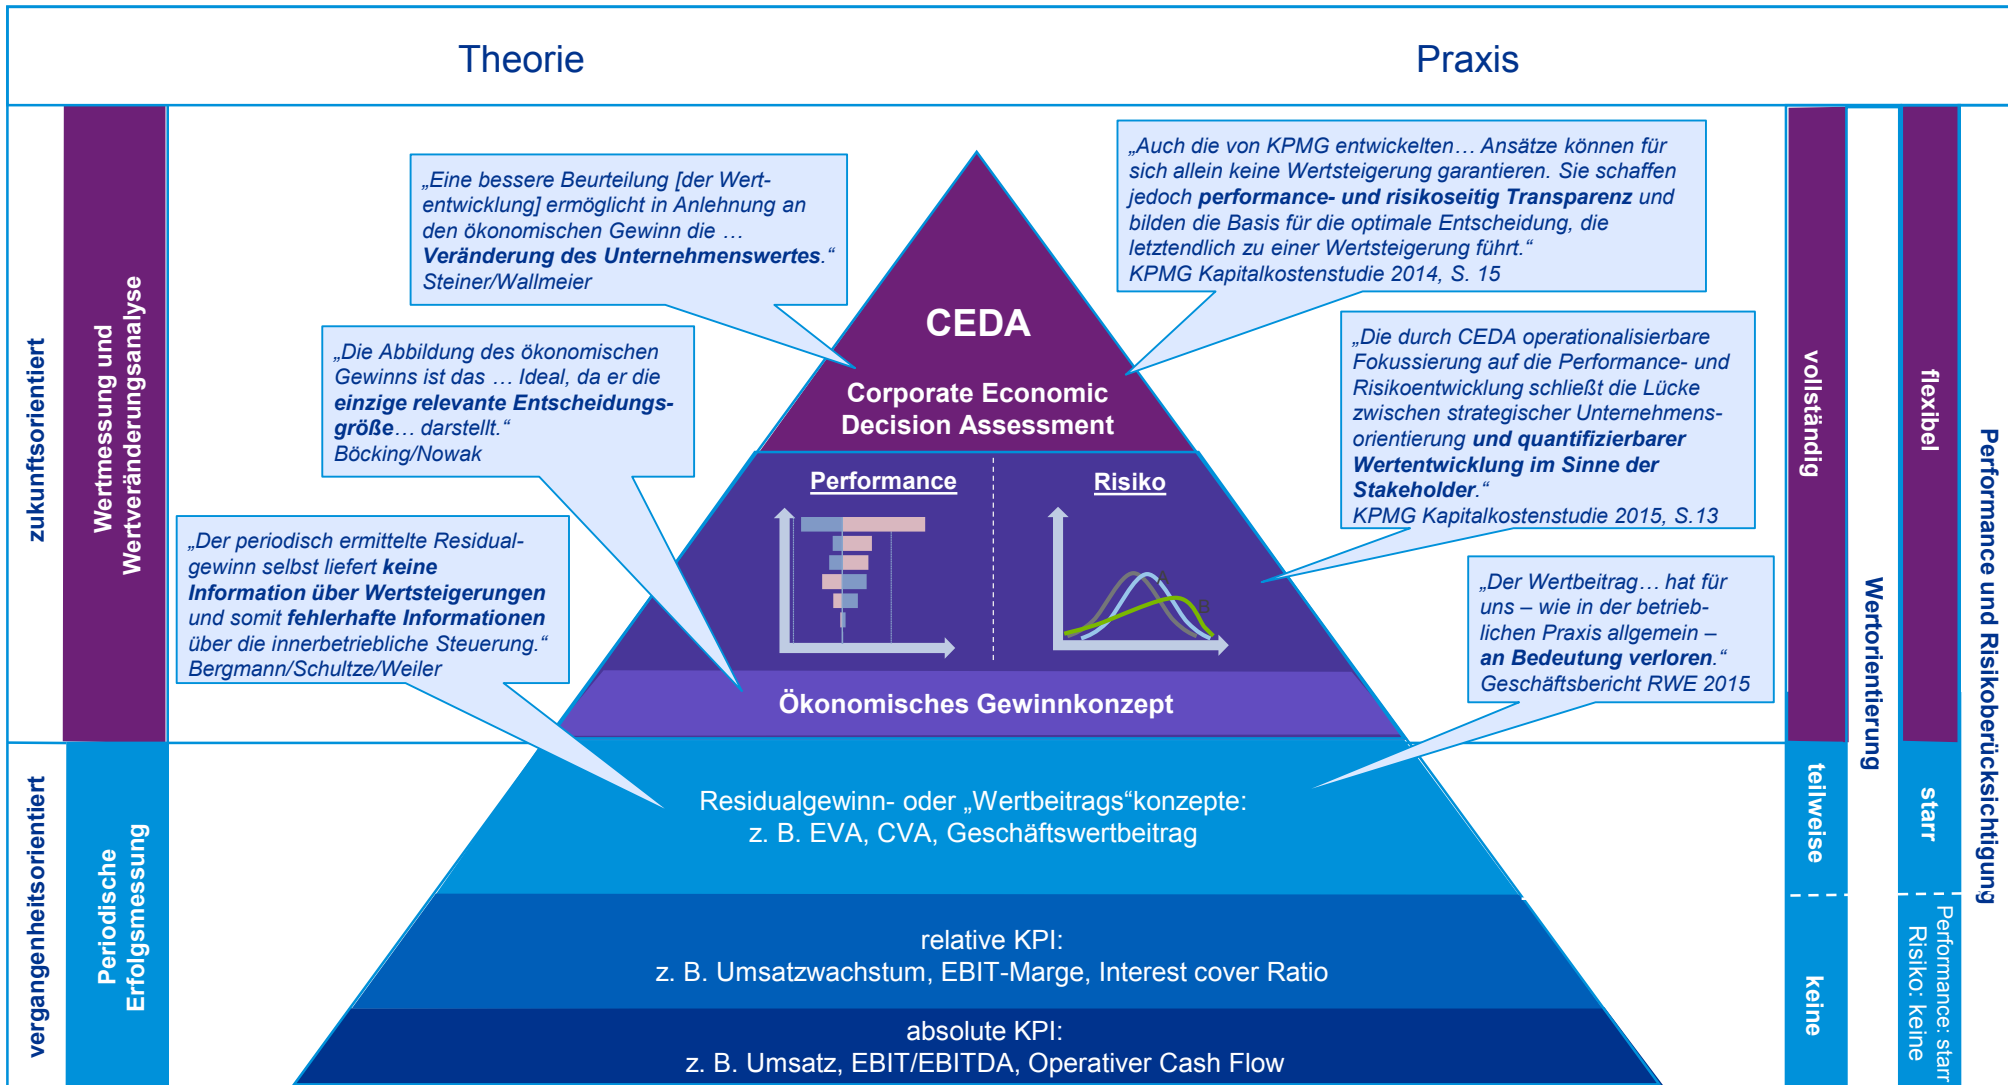 Theorie
Praxis
zukunftsorientiert
Wertmessung und
Wertveränderungsanalyse
vergangenheitsorientiert
Periodische
Erfolgsmessung
„Eine bessere Beurteilung [der Wert-
entwicklung] ermöglicht in Anlehnung an
den ökonomischen Gewinn die …
Veränderung des Unternehmenswertes.“
Steiner/Wallmeier
„Die Abbildung des ökonomischen
Gewinns ist das … Ideal, da er die
einzige relevante Entscheidungs-
größe… darstellt.“
Böcking/Nowak
„Der periodisch ermittelte Residual-
gewinn selbst liefert keine
Information über Wertsteigerungen
und somit fehlerhafte Informationen
über die innerbetriebliche Steuerung.“
Bergmann/Schultze/Weiler
CEDA
Corporate Economic
Decision Assessment
Performance
Risiko
A
B
Ökonomisches Gewinnkonzept
Residualgewinn- oder „Wertbeitrags“konzepte:
z. B. EVA, CVA, Geschäftswertbeitrag
relative KPI:
z. B. Umsatzwachstum, EBIT-Marge, Interest cover Ratio
absolute KPI:
z. B. Umsatz, EBIT/EBITDA, Operativer Cash Flow
„Auch die von KPMG entwickelten… Ansätze können für
sich allein keine Wertsteigerung garantieren. Sie schaffen
jedoch performance- und risikoseitig Transparenz und
bilden die Basis für die optimale Entscheidung, die
letztendlich zu einer Wertsteigerung führt.“
KPMG Kapitalkostenstudie 2014, S. 15
„Die durch CEDA operationalisierbare
Fokussierung auf die Performance- und
Risikoentwicklung schließt die Lücke
zwischen strategischer Unternehmens-
orientierung und quantifizierbarer
Wertentwicklung im Sinne der
Stakeholder.“
KPMG Kapitalkostenstudie 2015, S.13
„Der Wertbeitrag… hat für
uns – wie in der betrieb-
lichen Praxis allgemein –
an Bedeutung verloren.“
Geschäftsbericht RWE 2015
vollständig
teilweise
keine
Wertorientierung
flexibel
starr
Performance: starr
Risiko: keine
Performance und Risikoberücksichtigung